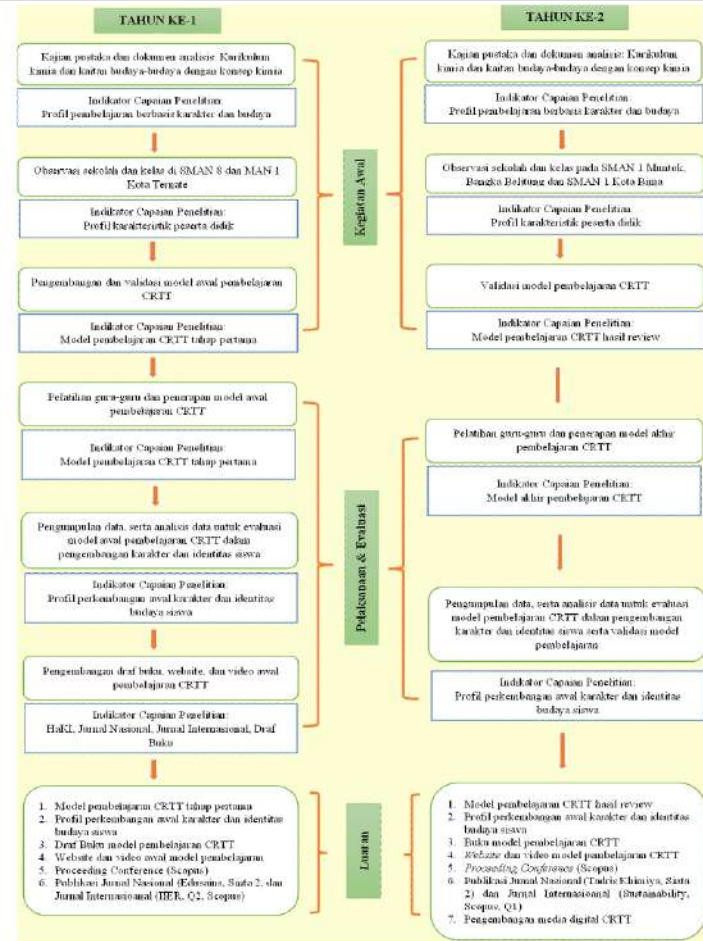 TAHUN KE-1
Kajian pustaka dan dokumen analisis: Kurikulum
kimia dan kaitan budaya-budaya dengan konsep kimia
Indikator Capaian Penelitian:
Profil pembelajaran berbasis karakter dan budaya
Observasi sekolah dan kelas di SMAN 8 dan MAN 1
Kota Ternate
Indikator Capaian Penelitian:
Profil karakteristik peserta didik
Pengembangan dan validasi model awal pembelajaran
CRTT
Indikator Capaian Penelitian:
Model pembelajaran CRTT tahap pertama
Pelatihan guru-guru dan penerapan model awal
pembelajaran CRTT
Indikator Capaian Penelitian:
Model pembelajaran CRTT tahap pertama
Pengumpulan data, serta analisis data untuk evaluasi
model awal pembelajaran CRTT dalam
pengembangan karakter dan identitas siswa
Indikator Capaian Penelitian:
Profil perkembangan awal karakter dan identitas
budaya siswa
Pengembangan draf buku, website, dan video awal
pembelajaran CRTT
Indikator Capaian Penelitian:
HaKI, Jurnal Nasional, Jurnal Internasional, Draf
Buku
1. Model pembelajaran CRTT tahap pertama
2. Profil perkembangan awal karakter dan identitas
budaya siswa
3. Draf Buku model pembelajaran CRTT
4. Website dan video awal model pembelajaran
5. Proceeding Conference (Scopus)
6. Publikasi Jurnal Nasional (Edusains, Sinta 2, dan
Jurnal Internasioanal (IJIER, Q2, Scopus)
Kegiatan Awal
Pelaksanaan & Evaluasi
Luaran
TAHUN KE-2
Kajian pustaka dan dokumen analisis: Kurikulum
kimia dan kaitan budaya-budaya dengan konsep kimia
Indikator Capaian Penelitian:
Profil pembelajaran berbasis karakter dan budaya
Observasi sekolah dan kelas pada SMAN 1 Muntok,
Bangka Belitung dan SMAN 1 Kota Bima
Indikator Capaian Penelitian:
Profil karakteristik peserta didik
Validasi model pembelajaran CRTT
Indikator Capaian Penelitian:
Model pembelajaran CRTT hasil review
Pelatihan guru-guru dan penerapan model akhir
pembelajaran CRTT
Indikator Capaian Penelitian:
Model akhir pembelajaran CRTT
Pengumpulan data, serta analisis data untuk evaluasi
model pembelajaran CRTT dalam pengembangan
karakter dan identitas siswa serta validasi model
pembelajaran
Indikator Capaian Penelitian:
Profil perkembangan awal karakter dan identitas
budaya siswa
1. Model pembelajaran CRTT hasil review
2. Profil perkembangan awal karakter dan identitas
budaya siswa
3. Buku model pembelajaran CRTT
4. Website dan video model pembelajaran CRTT
5. Proceeding Conference (Scopus)
6. Publikasi Jurnal Nasional (Tadris Khimiya, Sinta
2) dan Jurnal Internasional (Sustainability,
Scopus, Q1)
7. Pengembangan media digital CRTT